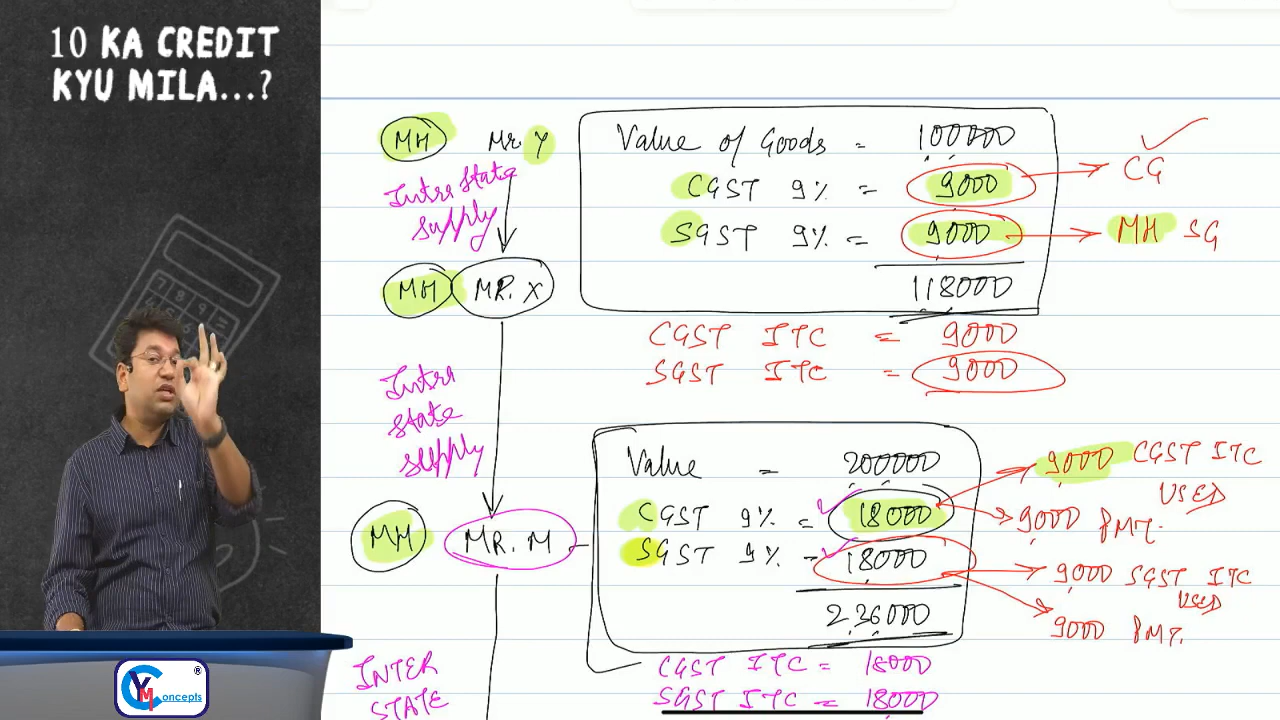 10 KA CREDIT
KYU MILA...?
MH Mr Y
Intra State
supply
Value of Goods = 100000
CGST 9% = 9000 → CG
SGST 9% = 9000 → MH SG
118000
MH MR. X
CGST ITC = 9000
SGST ITC = 9000
Intra
State
supply
Value = 200000
CGST 9% = 18000
9000 CGST ITC
USED
9000 PMT.
MH MR. M
SGST 9% = 18000
9000 SGST ITC
USED
9000 PMT.
236000
INTER
STATE
CGST ITC = 18000
SGST ITC = 18000
CYM Concepts ®